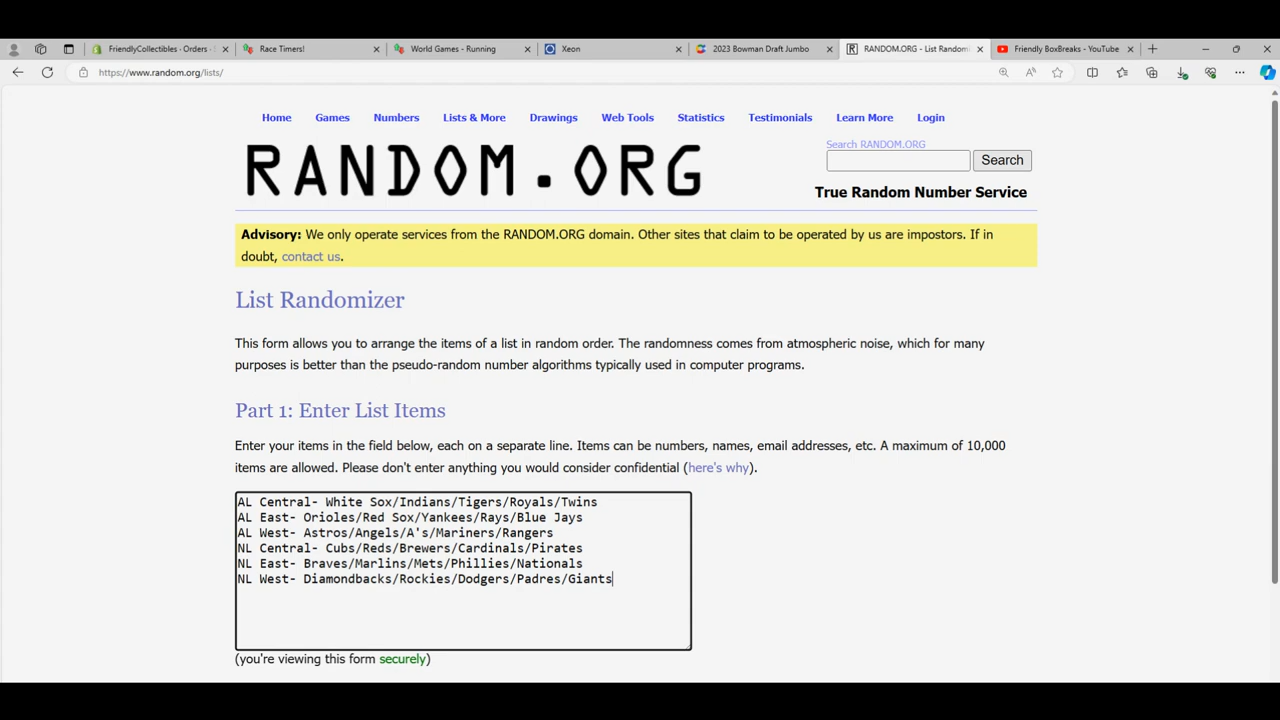 FriendlyCollectibles · Orders · S
Race Timers!
World Games - Running
Xeon
2023 Bowman Draft Jumbo
RANDOM.ORG - List Randomi
Friendly BoxBreaks - YouTube
https://www.random.org/lists/
Home Games Numbers Lists & More Drawings Web Tools Statistics Testimonials Learn More Login
RANDOM.ORG
Search RANDOM.ORG
Search
True Random Number Service
Advisory: We only operate services from the RANDOM.ORG domain. Other sites that claim to be operated by us are impostors. If in
doubt, contact us.
List Randomizer
This form allows you to arrange the items of a list in random order. The randomness comes from atmospheric noise, which for many
purposes is better than the pseudo-random number algorithms typically used in computer programs.
Part 1: Enter List Items
Enter your items in the field below, each on a separate line. Items can be numbers, names, email addresses, etc. A maximum of 10,000
items are allowed. Please don't enter anything you would consider confidential (here's why).
AL Central- White Sox/Indians/Tigers/Royals/Twins
AL East- Orioles/Red Sox/Yankees/Rays/Blue Jays
AL West- Astros/Angels/A's/Mariners/Rangers
NL Central- Cubs/Reds/Brewers/Cardinals/Pirates
NL East- Braves/Marlins/Mets/Phillies/Nationals
NL West- Diamondbacks/Rockies/Dodgers/Padres/Giants
(you're viewing this form securely)